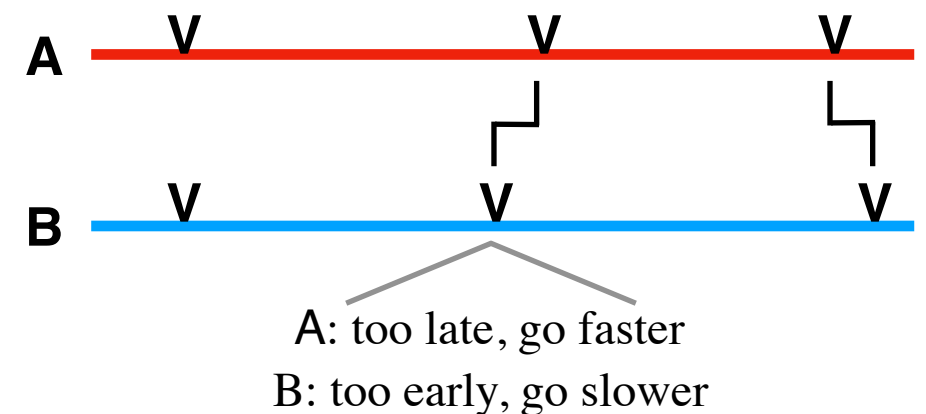 V V V
A
V V V
B
A: too late, go faster
B: too early, go slower